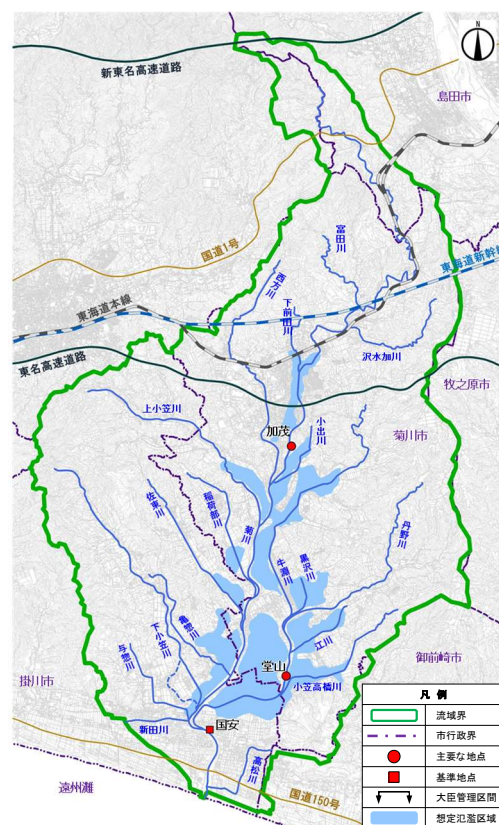 N
新東名高速道路
島田市
富田川
国道1号
西方川
東海道新幹線
下前田川
東海道本線
沢水加川
東名高速道路
牧之原市
上小笠川
小出川
加茂
菊川市
佐東川
稲荷部川
菊川
丹野川
牛淵川
黒沢川
亀惣川
下小笠川
与惣川
江川
御前崎市
堂山
掛川市
小笠高橋川
新田川
国安
高松川
遠州灘
国道150号
凡例
流域界
市行政界
主要な地点
基準地点
大臣管理区間
想定氾濫区域